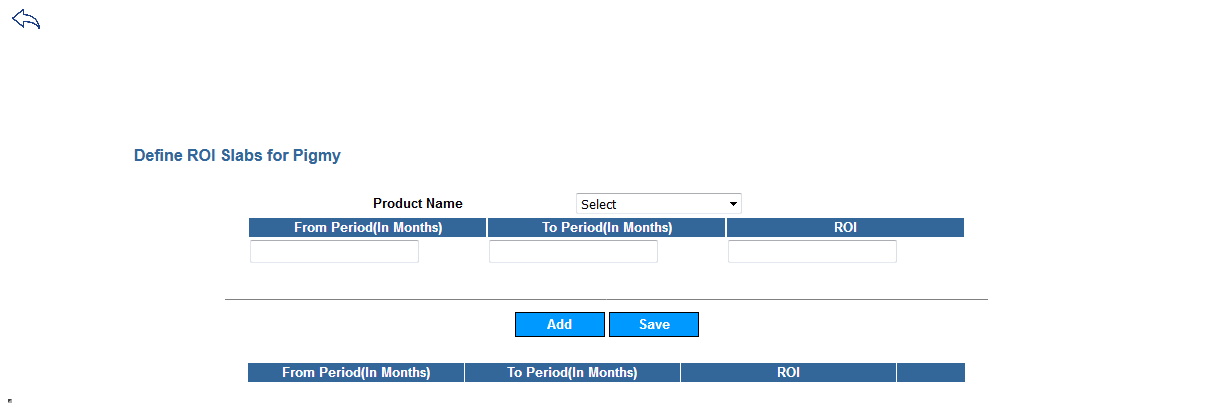 Define ROI Slabs for Pigmy
Product Name Select
From Period(In Months) To Period(In Months) ROI
Add Save
From Period(In Months) To Period(In Months) ROI